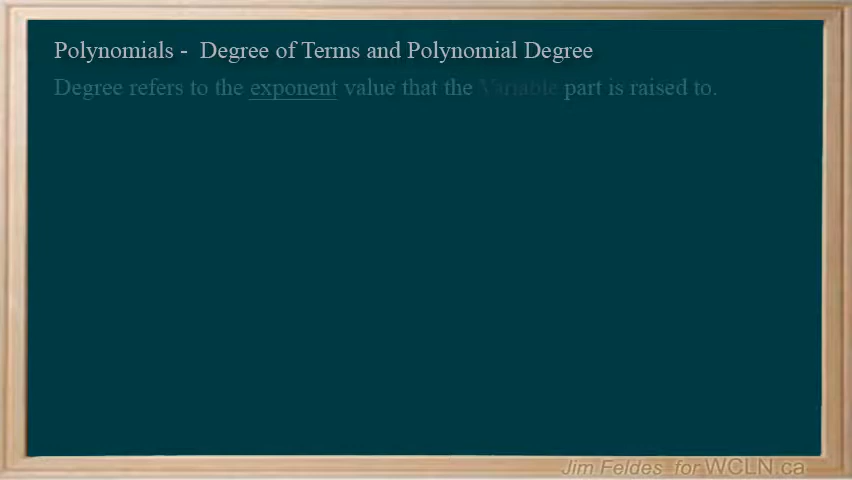 Polynomials - Degree of Terms and Polynomial Degree
Degree refers to the exponent value that the Variable part is raised to.
Jim Feldes for WCLN.ca